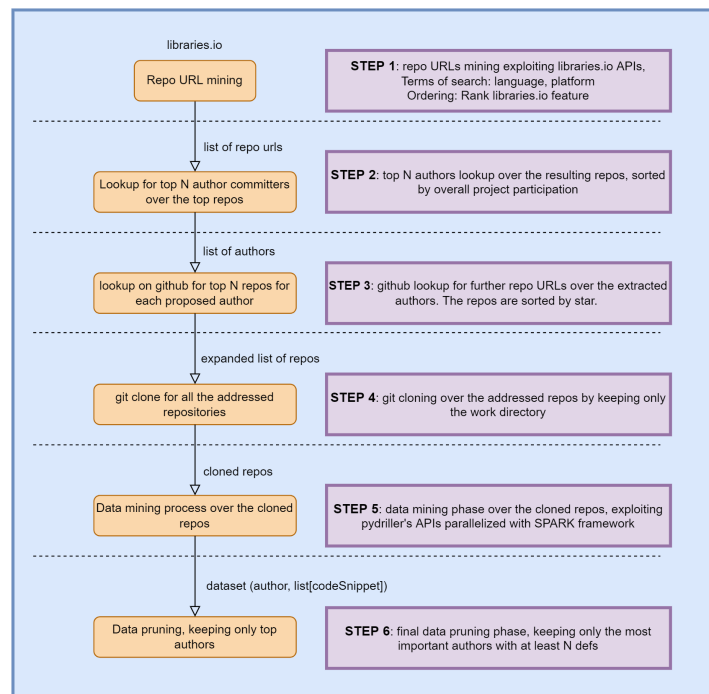 libraries.io
Repo URL mining
STEP 1: repo URLs mining exploiting libraries.io APIs,
Terms of search: language, platform
Ordering: Rank libraries.io feature
list of repo urls
Lookup for top N author committers
over the top repos
STEP 2: top N authors lookup over the resulting repos, sorted
by overall project participation
list of authors
lookup on github for top N repos for
each proposed author
STEP 3: github lookup for further repo URLs over the extracted
authors. The repos are sorted by star.
expanded list of repos
git clone for all the addressed
repositories
STEP 4: git cloning over the addressed repos by keeping only
the work directory
cloned repos
Data mining process over the cloned
repos
STEP 5: data mining phase over the cloned repos, exploiting
pydriller's APIs parallelized with SPARK framework
dataset (author, list[codeSnippet])
Data pruning, keeping only top
authors
STEP 6: final data pruning phase, keeping only the most
important authors with at least N defs